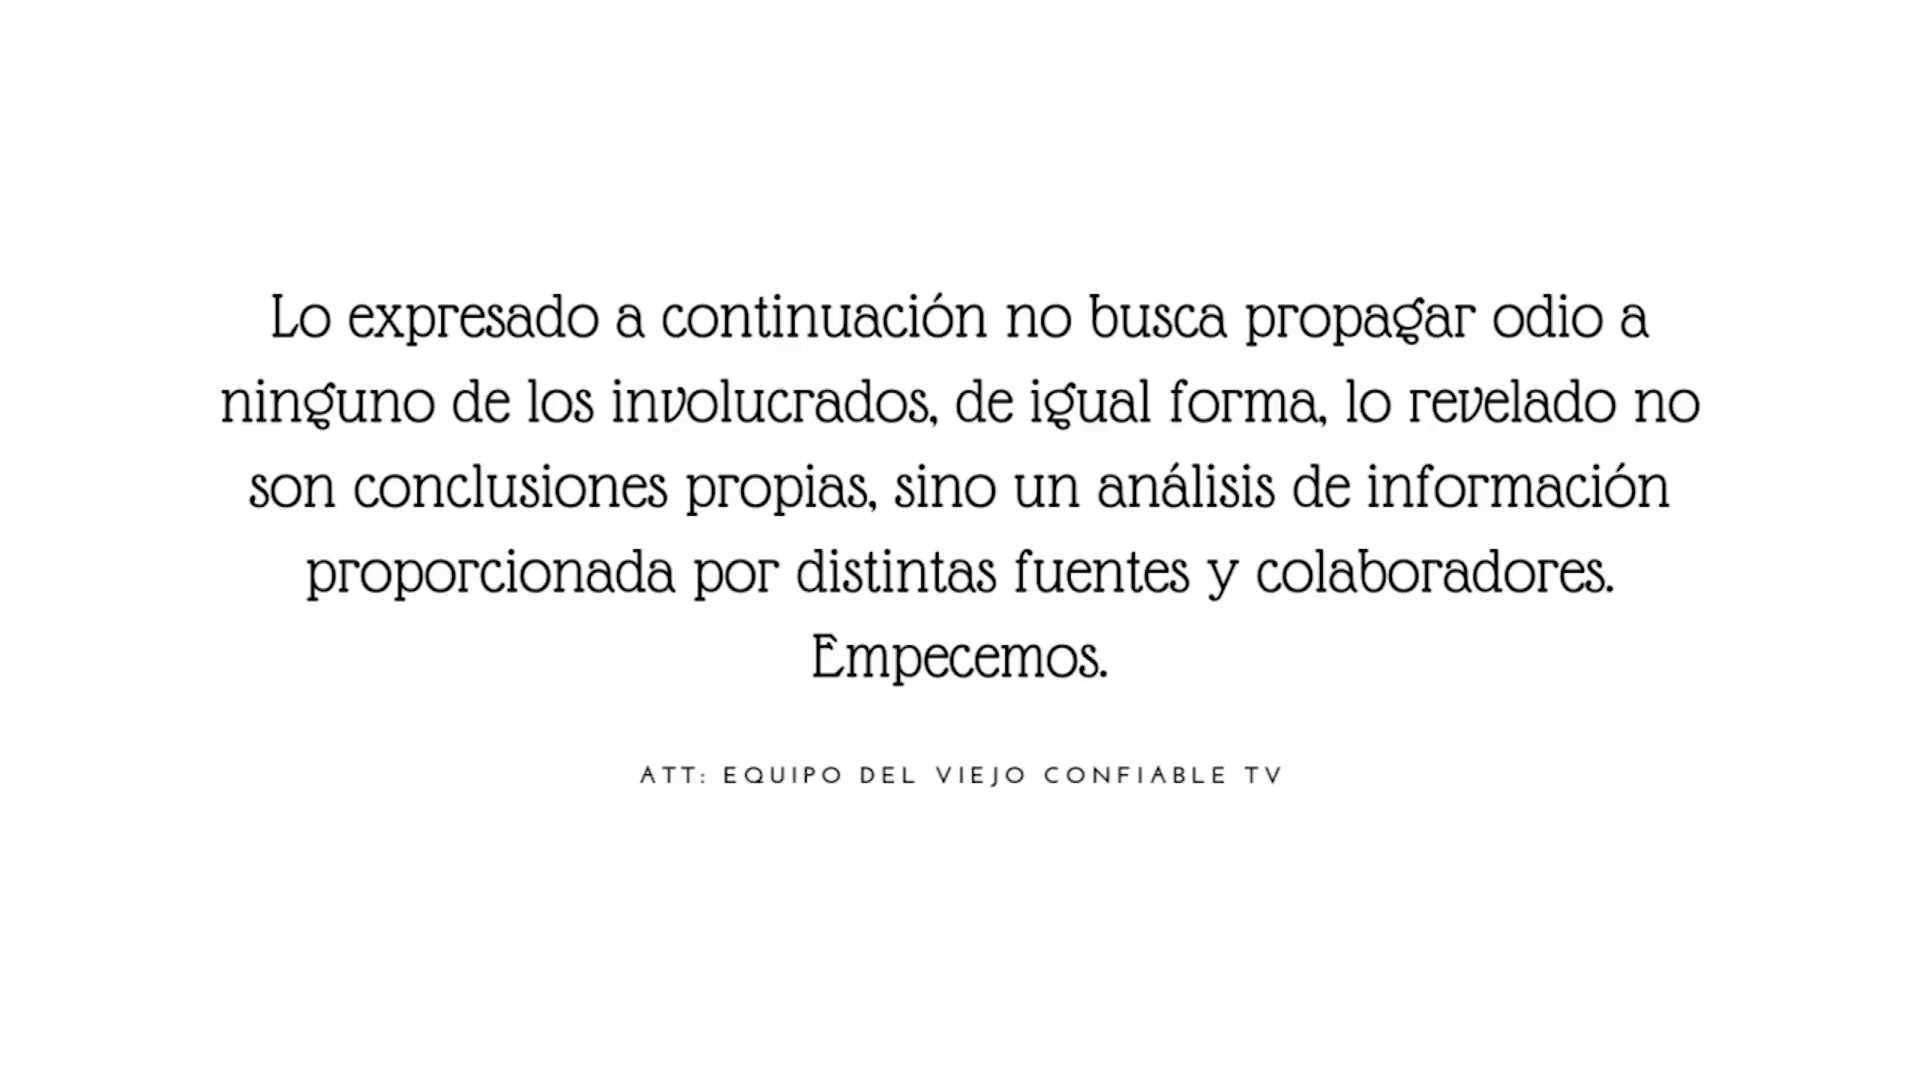 Lo expresado a continuación no busca propagar odio a
ninguno de los involucrados, de igual forma, lo revelado no
son conclusiones propias, sino un análisis de información
proporcionada por distintas fuentes y colaboradores.
Empecemos.
ATT: EQUIPO DEL VIEJO CONFIABLE TV